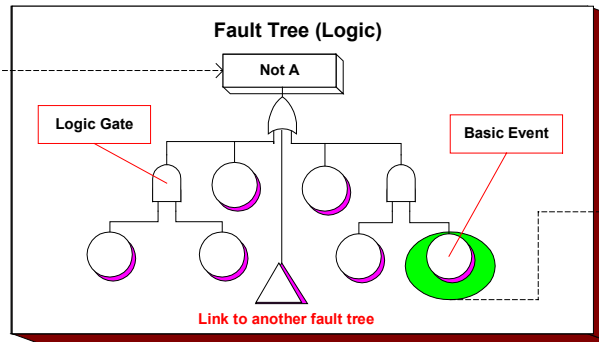 Fault Tree (Logic)
Not A
Logic Gate
Basic Event
Link to another fault tree